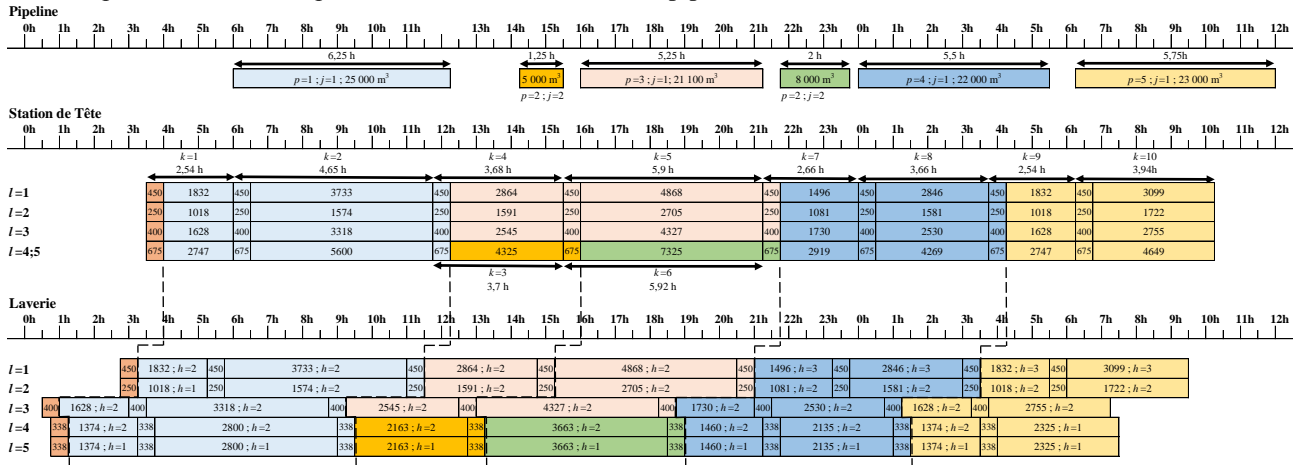 Pipeline
0h 1h 2h 3h 4h 5h 6h 7h 8h 9h 10h 11h 13h 14h 15h 16h 17h 18h 19h 20h 21h 22h 23h 0h 1h 2h 3h 4h 5h 6h 7h 8h 9h 10h 11h 12h
6,25 h 1,25 h 5,25 h 2 h 5,5 h 5,75h
p=1 ; j=1 ; 25 000 m³ 5 000 m³ p=3 ; j=1; 21 100 m³ 8 000 m³ p=4 ; j=1 ; 22 000 m³ p=5 ; j=1 ; 23 000 m³
p=2 ; j=2 p=2 ; j=2
Station de Tête
0h 1h 2h 3h 4h 5h 6h 7h 8h 9h 10h 11h 13h 14h 15h 16h 17h 18h 19h 20h 21h 22h 23h 0h 1h 2h 3h 4h 5h 6h 7h 8h 9h 10h 11h 12h
k=1 k=2 k=4 k=5 k=7 k=8 k=9 k=10
2,54 h 4,65 h 3,68 h 5,9 h 2,66 h 3,66 h 2,54 h 3,94h
l=1 450 1832 450 3733 450 2864 450 4868 450 1496 450 2846 450 1832 450 3099
l=2 250 1018 250 1574 250 1591 250 2705 250 1081 250 1581 250 1018 250 1722
l=3 400 1628 400 3318 400 2545 400 4327 400 1730 400 2530 400 1628 400 2755
l=4;5 675 2747 675 5600 675 4325 675 7325 675 2919 675 4269 675 2747 675 4649
k=3 k=6
3,7 h 5,92 h
Laverie
0h 1h 2h 3h 4h 5h 6h 7h 8h 9h 10h 11h 13h 14h 15h 16h 17h 18h 19h 20h 21h 22h 23h 0h 1h 2h 3h 4h 5h 6h 7h 8h 9h 10h 11h 12h
l=1 450 1832 ; h=2 450 3733 ; h=2 450 2864 ; h=2 450 4868 ; h=2 450 1496 ; h=3 450 2846 ; h=3 450 1832 ; h=3 450 3099 ; h=3
l=2 250 1018 ; h=2 250 1574 ; h=2 250 1591 ; h=2 250 2705 ; h=2 250 1081 ; h=2 250 1581 ; h=2 250 1018 ; h=2 250 1722 ; h=2
l=3 400 1628 ; h=2 400 3318 ; h=2 400 2545 ; h=2 400 4327 ; h=2 400 1730 ; h=2 400 2530 ; h=2 400 1628 ; h=2 400 2755 ; h=2
l=4 338 1374 ; h=2 338 2800 ; h=2 338 2163 ; h=2 338 3663 ; h=2 338 1460 ; h=2 338 2135 ; h=2 338 1374 ; h=2 338 2325 ; h=2
l=5 338 1374 ; h=1 338 2800 ; h=1 338 2163 ; h=1 338 3663 ; h=1 338 1460 ; h=1 338 2135 ; h=1 338 1374 ; h=1 338 2325 ; h=1